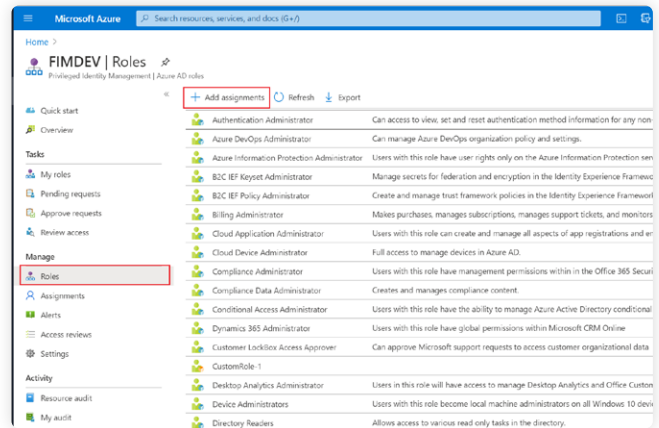 Microsoft Azure
Search resources, services, and docs (G+/)
Home >
FIMDEV | Roles
Privileged Identity Management | Azure AD roles
«
Quick start
Overview
Tasks
My roles
Pending requests
Approve requests
Review access
Manage
Roles
Assignments
Alerts
Access reviews
Settings
Activity
Resource audit
My audit
+ Add assignments Refresh Export
Authentication Administrator Can access to view, set and reset authentication method information for any non-
Azure DevOps Administrator Can manage Azure DevOps organization policy and settings.
Azure Information Protection Administrator Users with this role have user rights only on the Azure Information Protection ser
B2C IEF Keyset Administrator Manage secrets for federation and encryption in the Identity Experience Framewo
B2C IEF Policy Administrator Create and manage trust framework policies in the Identity Experience Framewor
Billing Administrator Makes purchases, manages subscriptions, manages support tickets, and monitors
Cloud Application Administrator Users with this role can create and manage all aspects of app registrations and en
Cloud Device Administrator Full access to manage devices in Azure AD.
Compliance Administrator Users with this role have management permissions within in the Office 365 Securi
Compliance Data Administrator Creates and manages compliance content.
Conditional Access Administrator Users with this role have the ability to manage Azure Active Directory conditional
Dynamics 365 Administrator Users with this role have global permissions within Microsoft CRM Online
Customer LockBox Access Approver Can approve Microsoft support requests to access customer organizational data
CustomRole-1
Desktop Analytics Administrator Users in this role will have access to manage Desktop Analytics and Office Custom
Device Administrators Users with this role become local machine administrators on all Windows 10 devi
Directory Readers Allows access to various read only tasks in the directory.